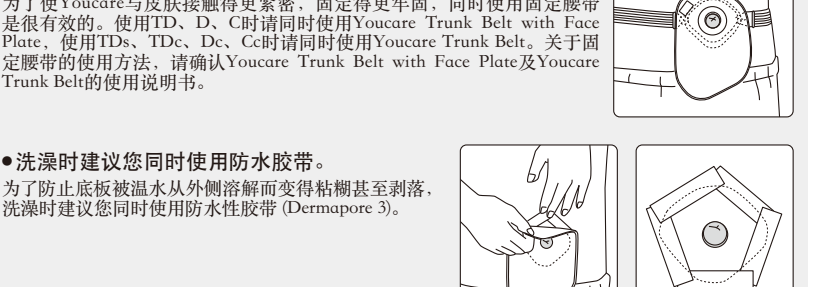 为了使Youcare与皮肤接触得更紧密，固定得更牢固，同时使用固定腰带
是很有效的。使用TD、D、C时请同时使用Youcare Trunk Belt with Face
Plate，使用TDs、TDc、Dc、Cc时请同时使用Youcare Trunk Belt。关于固
定腰带的使用方法，请确认Youcare Trunk Belt with Face Plate及Youcare
Trunk Belt的使用说明书。
●洗澡时建议您同时使用防水胶带。
为了防止底板被温水从外侧溶解而变得粘糊甚至剥落，
洗澡时建议您同时使用防水性胶带 (Dermapore 3)。